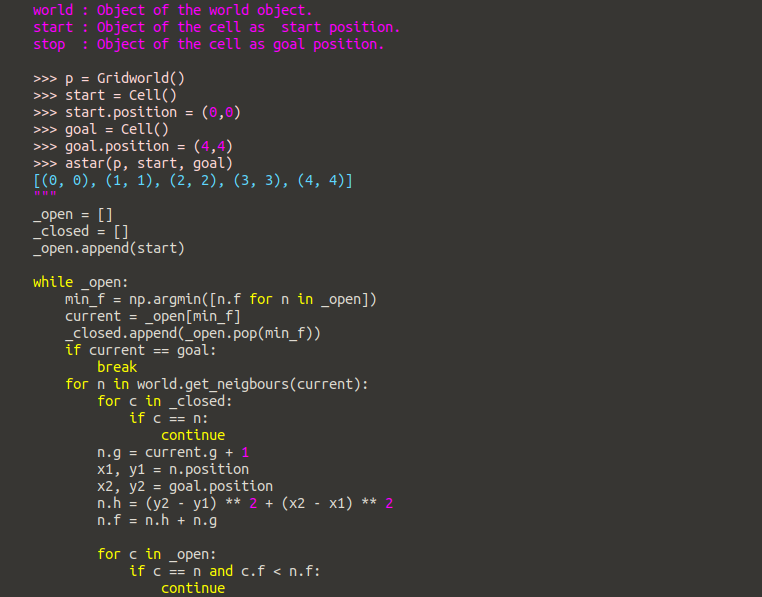 world : Object of the world object.
start : Object of the cell as  start position.
stop  : Object of the cell as goal position.
>>> p = Gridworld()
>>> start = Cell()
>>> start.position = (0,0)
>>> goal = Cell()
>>> goal.position = (4,4)
>>> astar(p, start, goal)
[(0, 0), (1, 1), (2, 2), (3, 3), (4, 4)]
"""
_open = []
_closed = []
_open.append(start)
while _open:
    min_f = np.argmin([n.f for n in _open])
    current = _open[min_f]
    _closed.append(_open.pop(min_f))
    if current == goal:
        break
    for n in world.get_neigbours(current):
        for c in _closed:
            if c == n:
                continue
        n.g = current.g + 1
        x1, y1 = n.position
        x2, y2 = goal.position
        n.h = (y2 - y1) ** 2 + (x2 - x1) ** 2
        n.f = n.h + n.g
        for c in _open:
            if c == n and c.f < n.f:
                continue